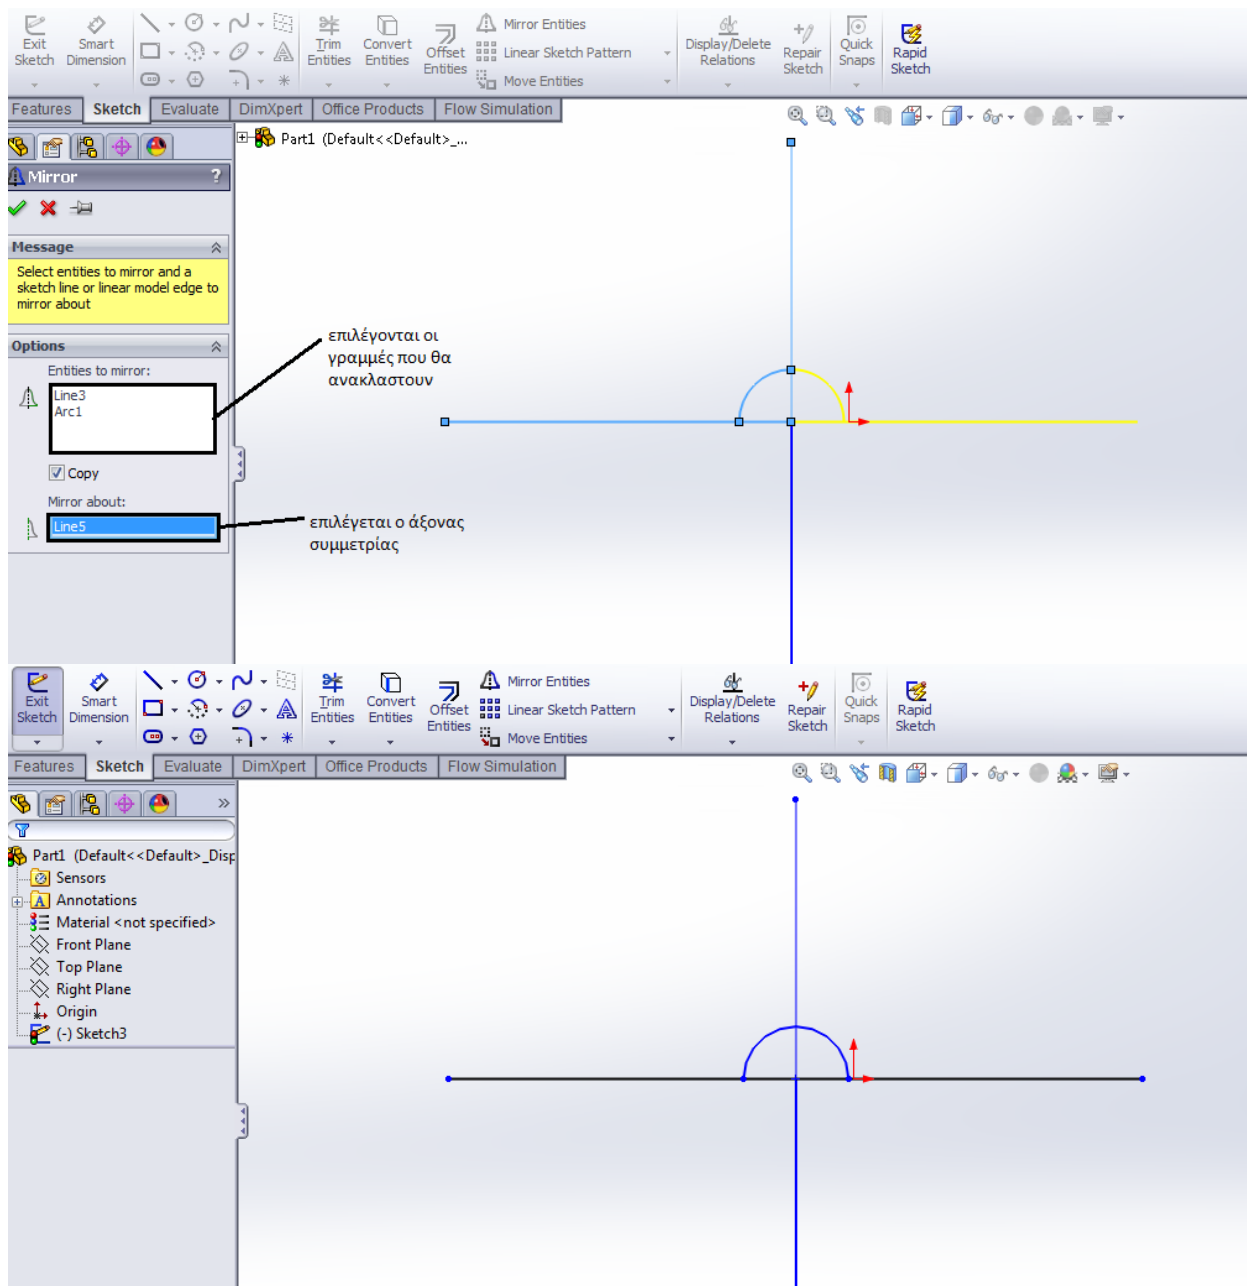 Exit Sketch
Smart Dimension
Trim Entities
Convert Entities
Offset Entities
Mirror Entities
Linear Sketch Pattern
Move Entities
Display/Delete Relations
Repair Sketch
Quick Snaps
Rapid Sketch
Features Sketch Evaluate DimXpert Office Products Flow Simulation
Part1 (Default<<Default>_...
Mirror ?
Message
Select entities to mirror and a
sketch line or linear model edge to
mirror about
Options
Entities to mirror:
Line3
Arc1
Copy
Mirror about:
Line5
επιλέγονται οι
γραμμές που θα
ανακλαστουν
επιλέγεται ο άξονας
συμμετρίας
Exit Sketch
Smart Dimension
Trim Entities
Convert Entities
Offset Entities
Mirror Entities
Linear Sketch Pattern
Move Entities
Display/Delete Relations
Repair Sketch
Quick Snaps
Rapid Sketch
Features Sketch Evaluate DimXpert Office Products Flow Simulation
Part1 (Default<<Default>_Disp
Sensors
Annotations
Material <not specified>
Front Plane
Top Plane
Right Plane
Origin
(-) Sketch3